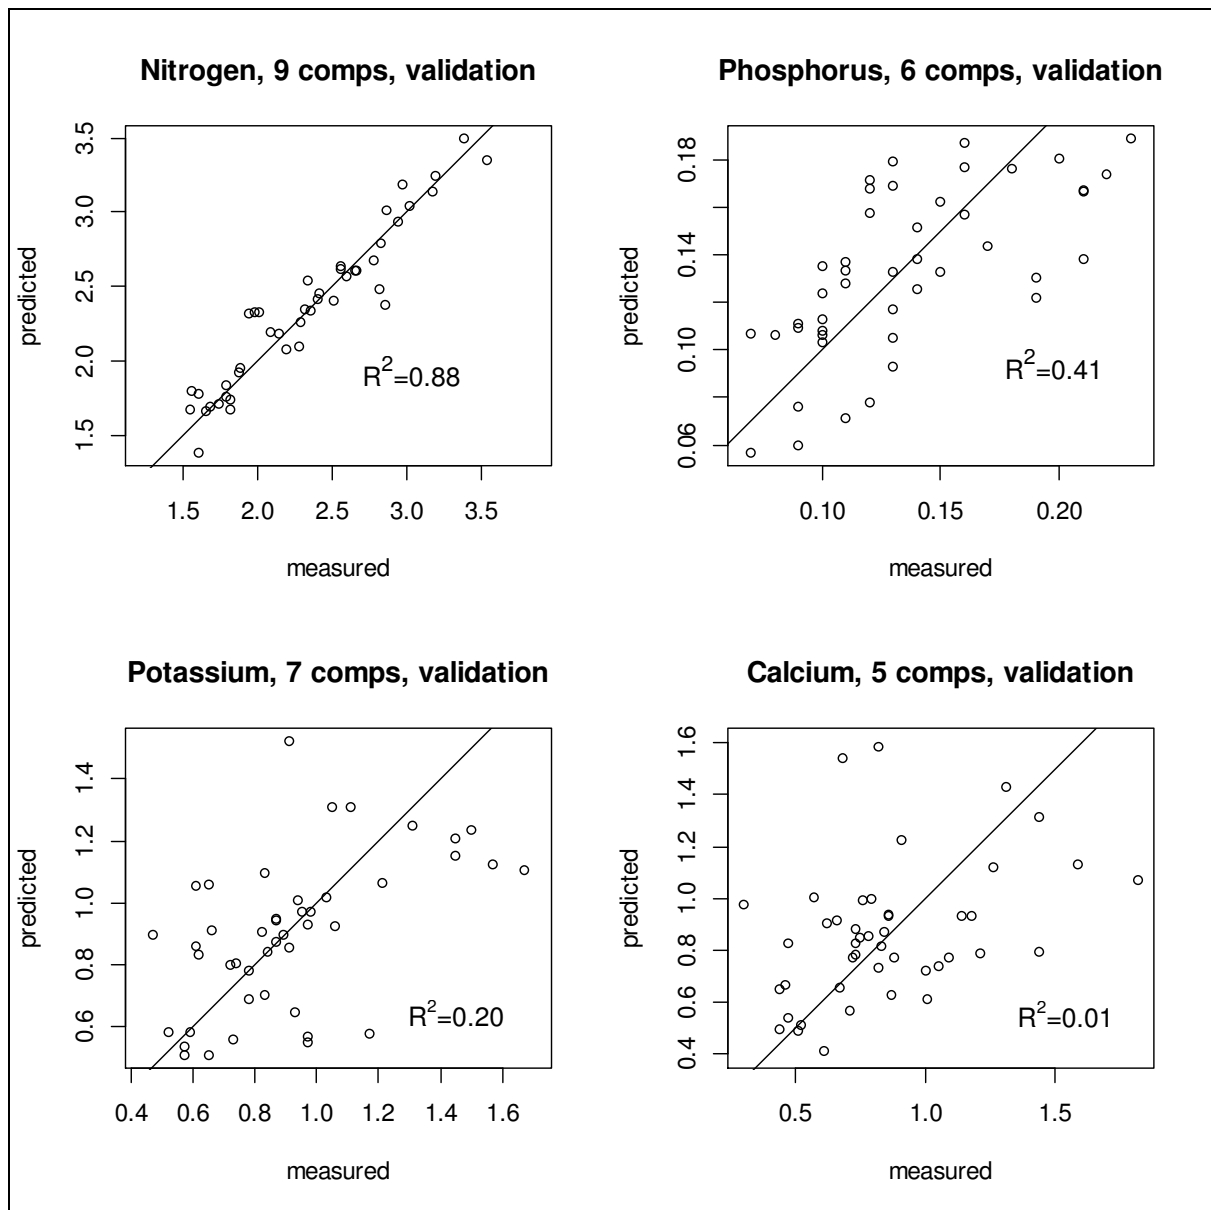 Nitrogen, 9 comps, validation
3.5
3.0
2.5
2.0
1.5
predicted
R²=0.88
1.5 2.0 2.5 3.0 3.5
measured
Phosphorus, 6 comps, validation
0.18
0.14
0.10
0.06
predicted
R²=0.41
0.10 0.15 0.20
measured
Potassium, 7 comps, validation
1.4
1.2
1.0
0.8
0.6
predicted
R²=0.20
0.4 0.6 0.8 1.0 1.2 1.4 1.6
measured
Calcium, 5 comps, validation
1.6
1.4
1.2
1.0
0.8
0.6
0.4
predicted
R²=0.01
0.5 1.0 1.5
measured